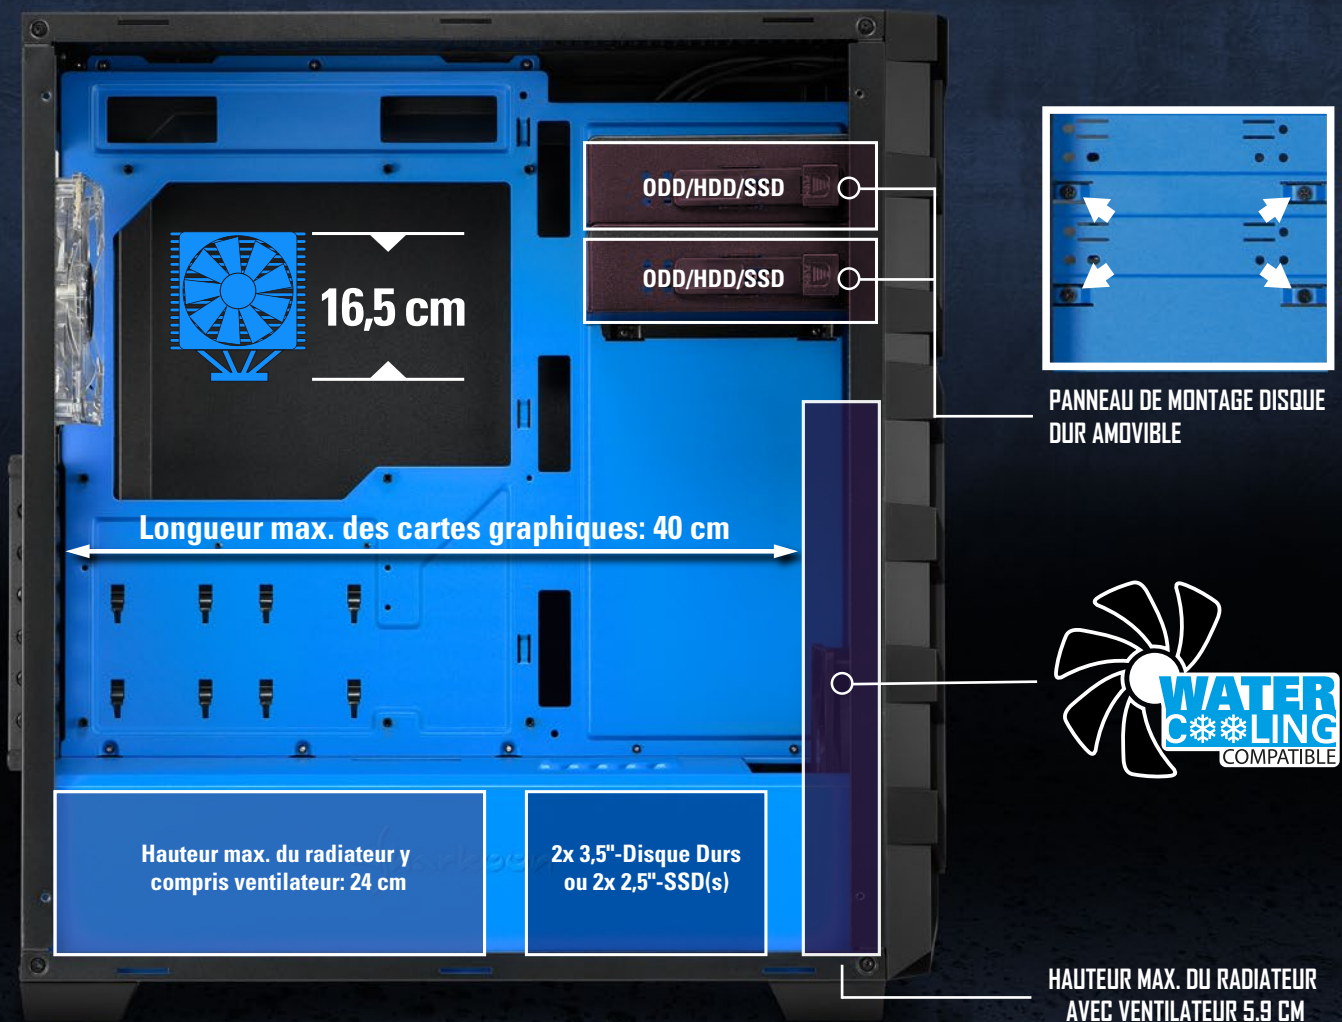 ODD/HDD/SSD
ODD/HDD/SSD
16,5 cm
PANNEAU DE MONTAGE DISQUE
DUR AMOVIBLE
Longueur max. des cartes graphiques: 40 cm
WATER
COOLING
COMPATIBLE
Hauteur max. du radiateur y
compris ventilateur: 24 cm
2x 3,5"-Disque Durs
ou 2x 2,5"-SSD(s)
HAUTEUR MAX. DU RADIATEUR
AVEC VENTILATEUR 5.9 CM